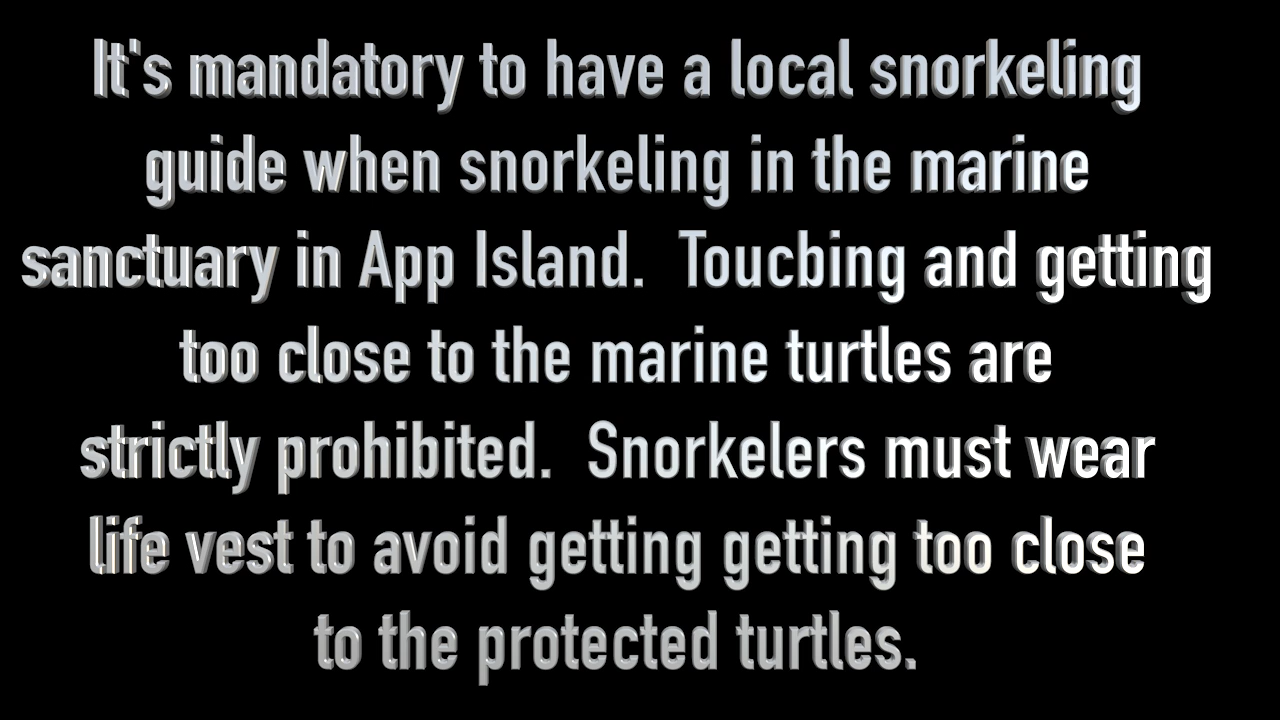 It's mandatory to have a local snorkeling
guide when snorkeling in the marine
sanctuary in App Island.  Toucbing and getting
too close to the marine turtles are
strictly prohibited.  Snorkelers must wear
life vest to avoid getting getting too close
to the protected turtles.